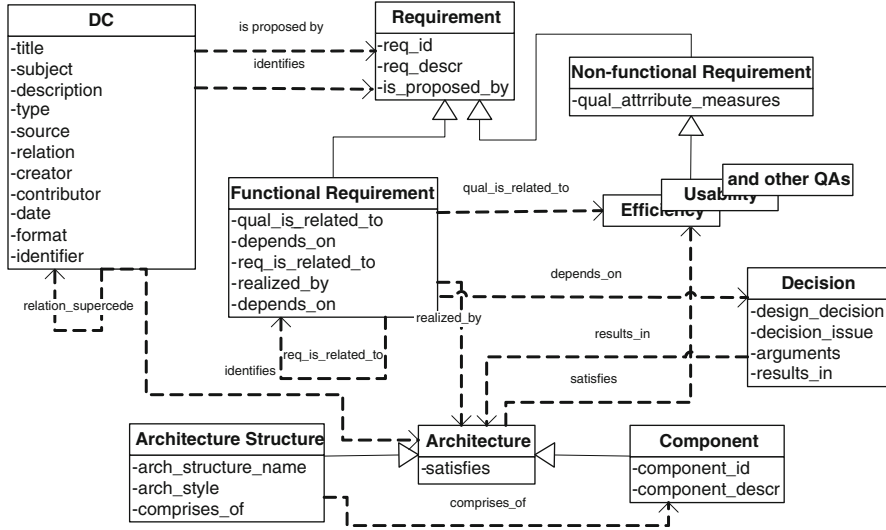 DC
-title
-subject
-description
-type
-source
-relation
-creator
-contributor
-date
-format
-identifier
is proposed by
identifies
Requirement
-req_id
-req_descr
-is_proposed_by
Non-functional Requirement
-qual_attrribute_measures
Functional Requirement
-qual_is_related_to
-depends_on
-req_is_related_to
-realized_by
-depends_on
qual_is_related_to
Efficiency
Usability
and other QAs
relation_supercede
depends_on
Decision
-design_decision
-decision_issue
-arguments
-results_in
realized_by
results_in
req_is_related_to
identifies
satisfies
Architecture Structure
-arch_structure_name
-arch_style
-comprises_of
Architecture
-satisfies
Component
-component_id
-component_descr
comprises_of